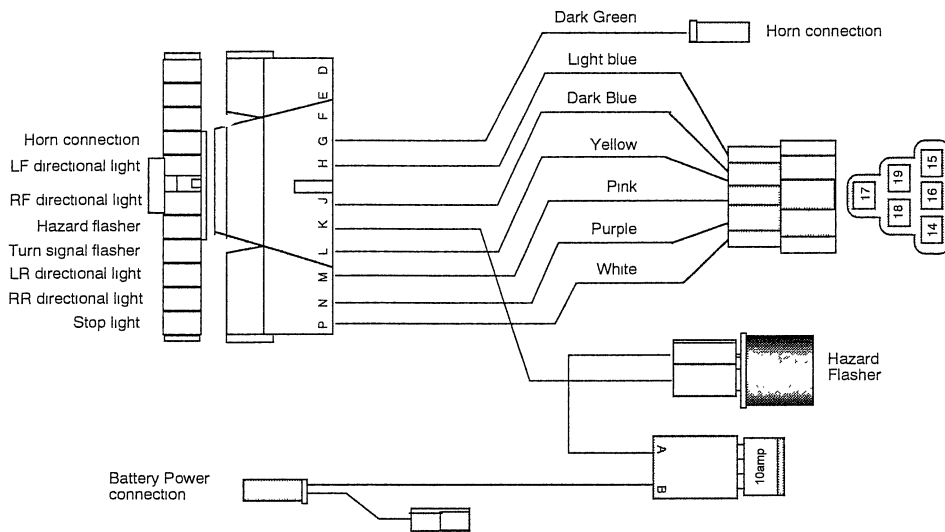 Dark Green
Horn connection
Light blue
Dark Blue
Yellow
Pink
Purple
White
Horn connection
LF directional light
RF directional light
Hazard flasher
Turn signal flasher
LR directional light
RR directional light
Stop light
D
E
F
G
H
J
K
L
M
N
P
17
19
18
15
16
14
Hazard
Flasher
A
B
10amp
Battery Power
connection